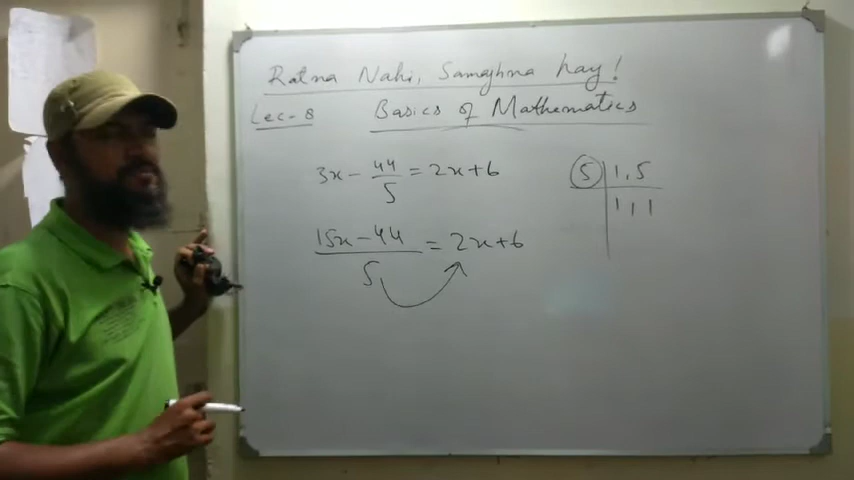 Ratna Nahi, Samajhna hay!
Lec-8 Basics of Mathematics
3x - 44/5 = 2x+6
5 | 1, 5
1, 1
(15x - 44)/5 = 2x+6